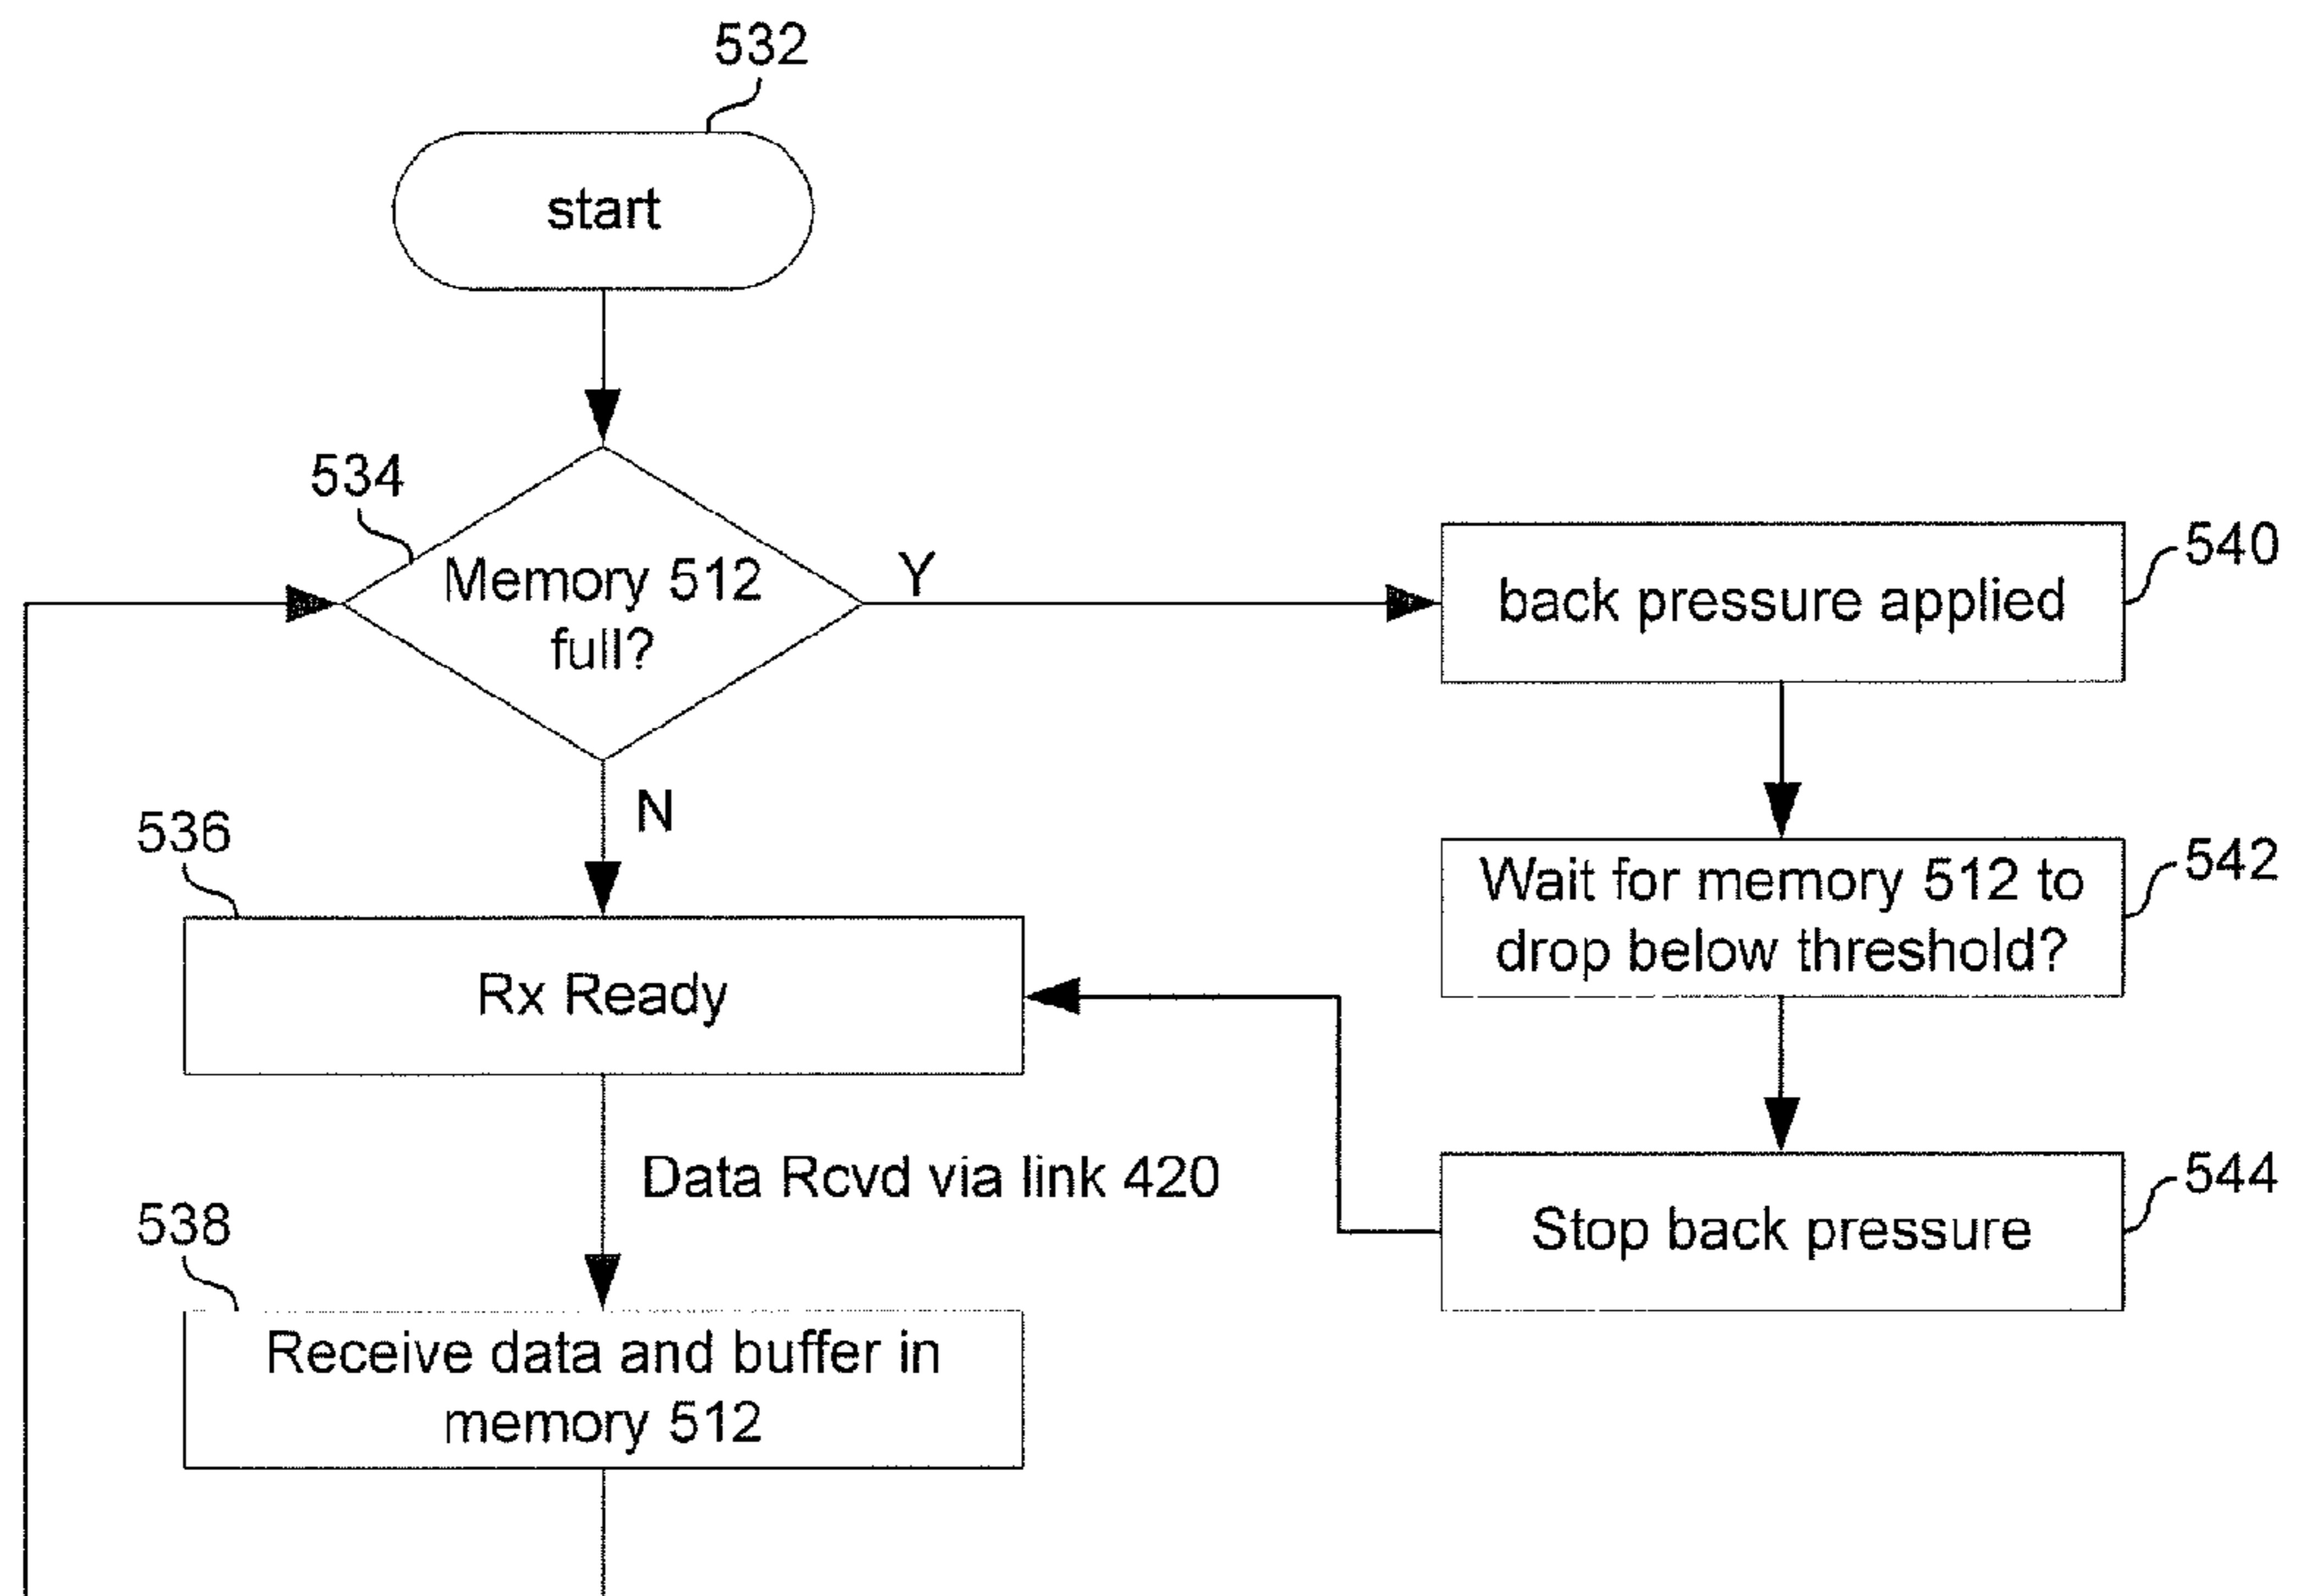 532
start
534
Memory 512
full?
Y
back pressure applied
540
N
536
Rx Ready
Wait for memory 512 to
drop below threshold?
542
Data Rcvd via link 420
538
Receive data and buffer in
memory 512
Stop back pressure
544